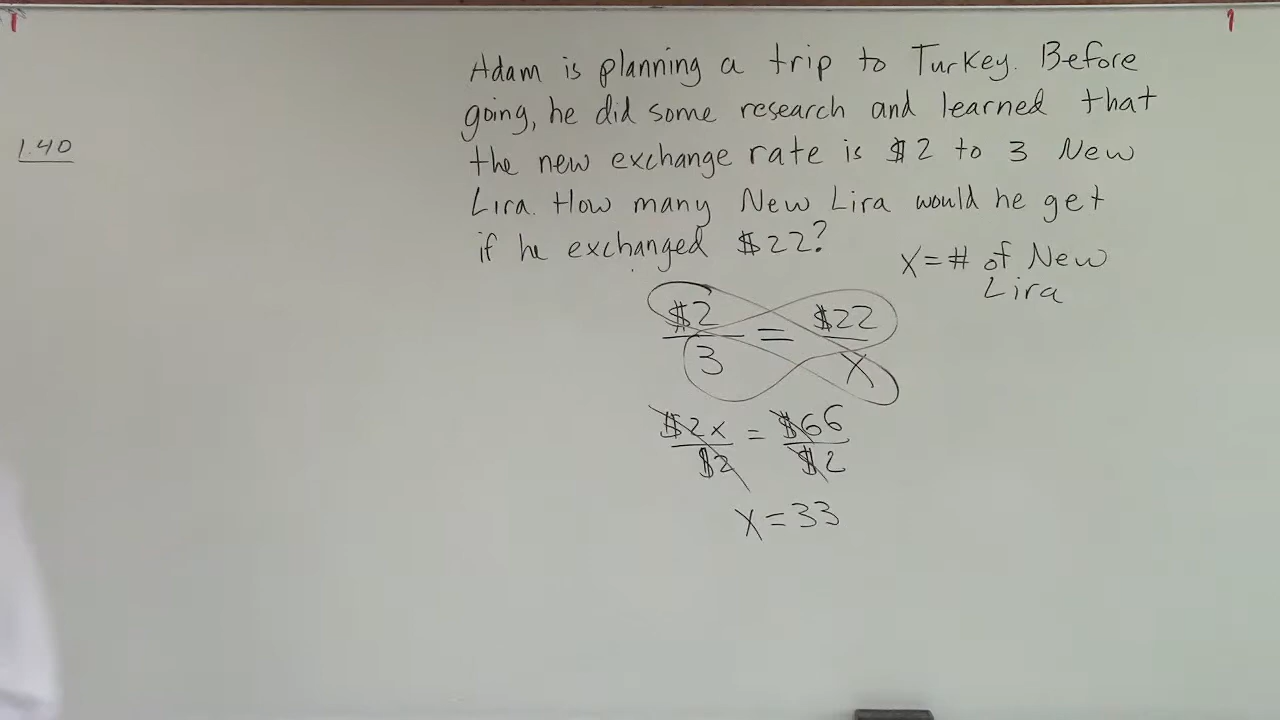 1.40
Adam is planning a trip to Turkey. Before
going, he did some research and learned that
the new exchange rate is $2 to 3 New
Lira. How many New Lira would he get
if he exchanged $22?
X = # of New
Lira
$2 = $22
3 X
$2x = $66
$2 $2
X = 33